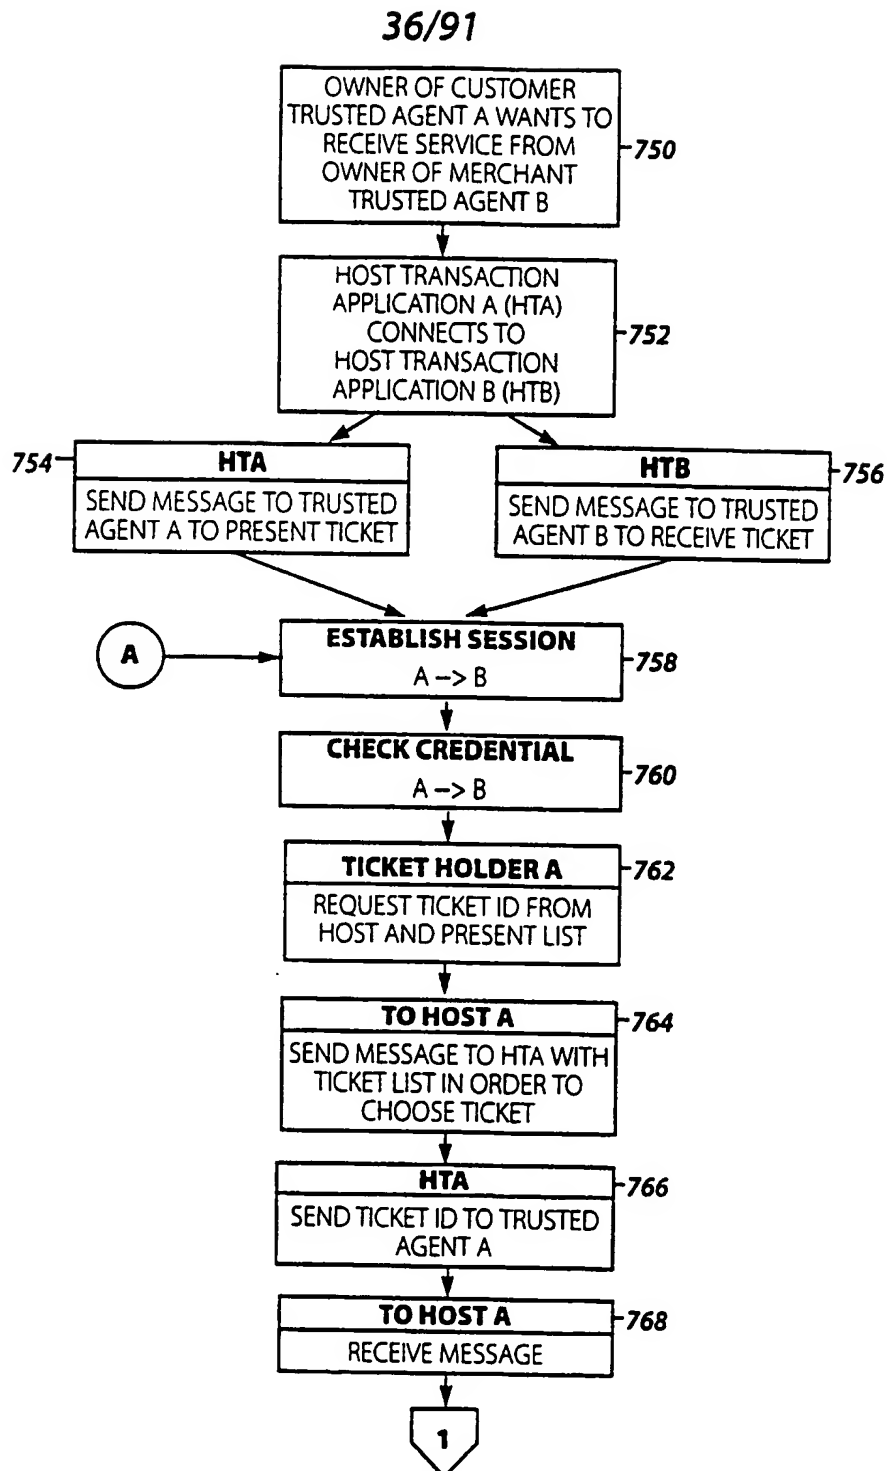 36/91
OWNER OF CUSTOMER
TRUSTED AGENT A WANTS TO
RECEIVE SERVICE FROM
OWNER OF MERCHANT
TRUSTED AGENT B
750
HOST TRANSACTION
APPLICATION A (HTA)
CONNECTS TO
HOST TRANSACTION
APPLICATION B (HTB)
752
754
HTA
SEND MESSAGE TO TRUSTED
AGENT A TO PRESENT TICKET
HTB
756
SEND MESSAGE TO TRUSTED
AGENT B TO RECEIVE TICKET
A
ESTABLISH SESSION
A –> B
758
CHECK CREDENTIAL
A –> B
760
TICKET HOLDER A
762
REQUEST TICKET ID FROM
HOST AND PRESENT LIST
TO HOST A
764
SEND MESSAGE TO HTA WITH
TICKET LIST IN ORDER TO
CHOOSE TICKET
HTA
766
SEND TICKET ID TO TRUSTED
AGENT A
TO HOST A
768
RECEIVE MESSAGE
1